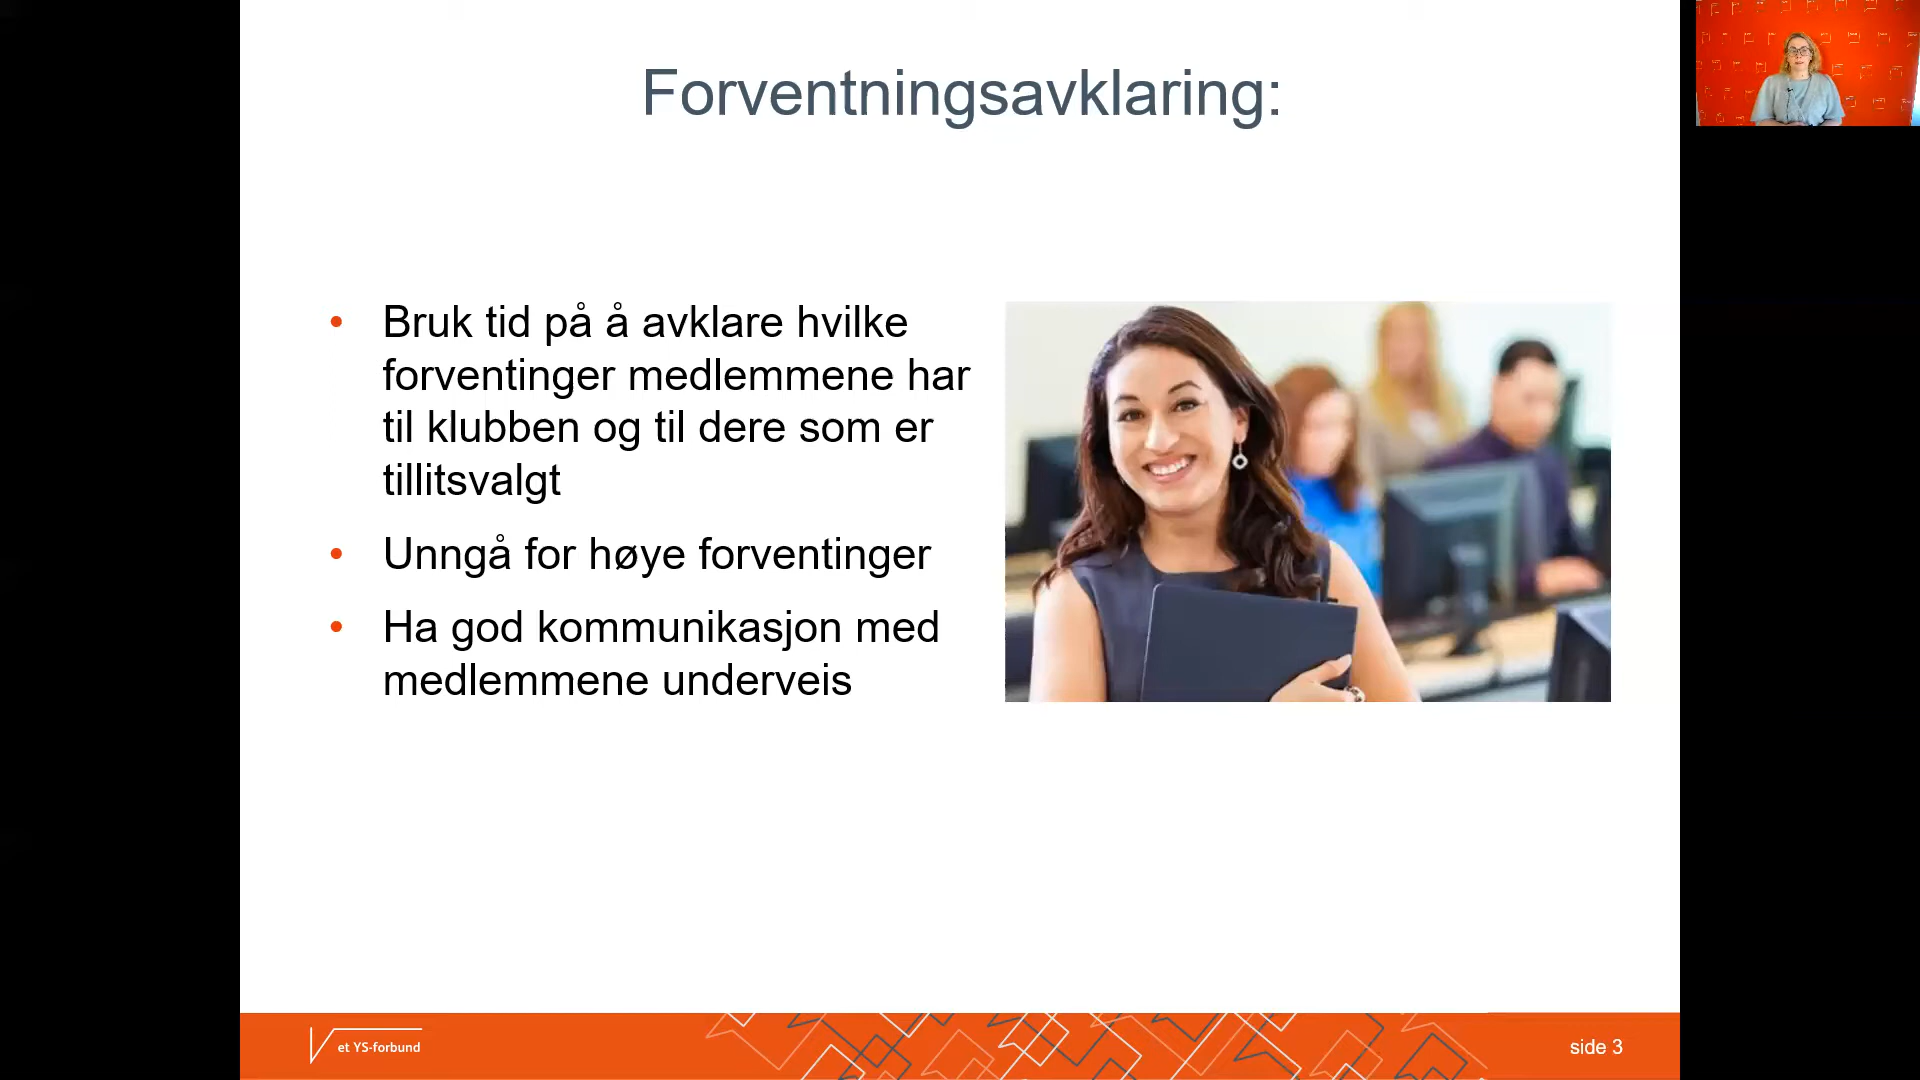 Forventningsavklaring:
Bruk tid på å avklare hvilke
forventinger medlemmene har
til klubben og til dere som er
tillitsvalgt
Unngå for høye forventinger
Ha god kommunikasjon med
medlemmene underveis
et YS-forbund
side 3